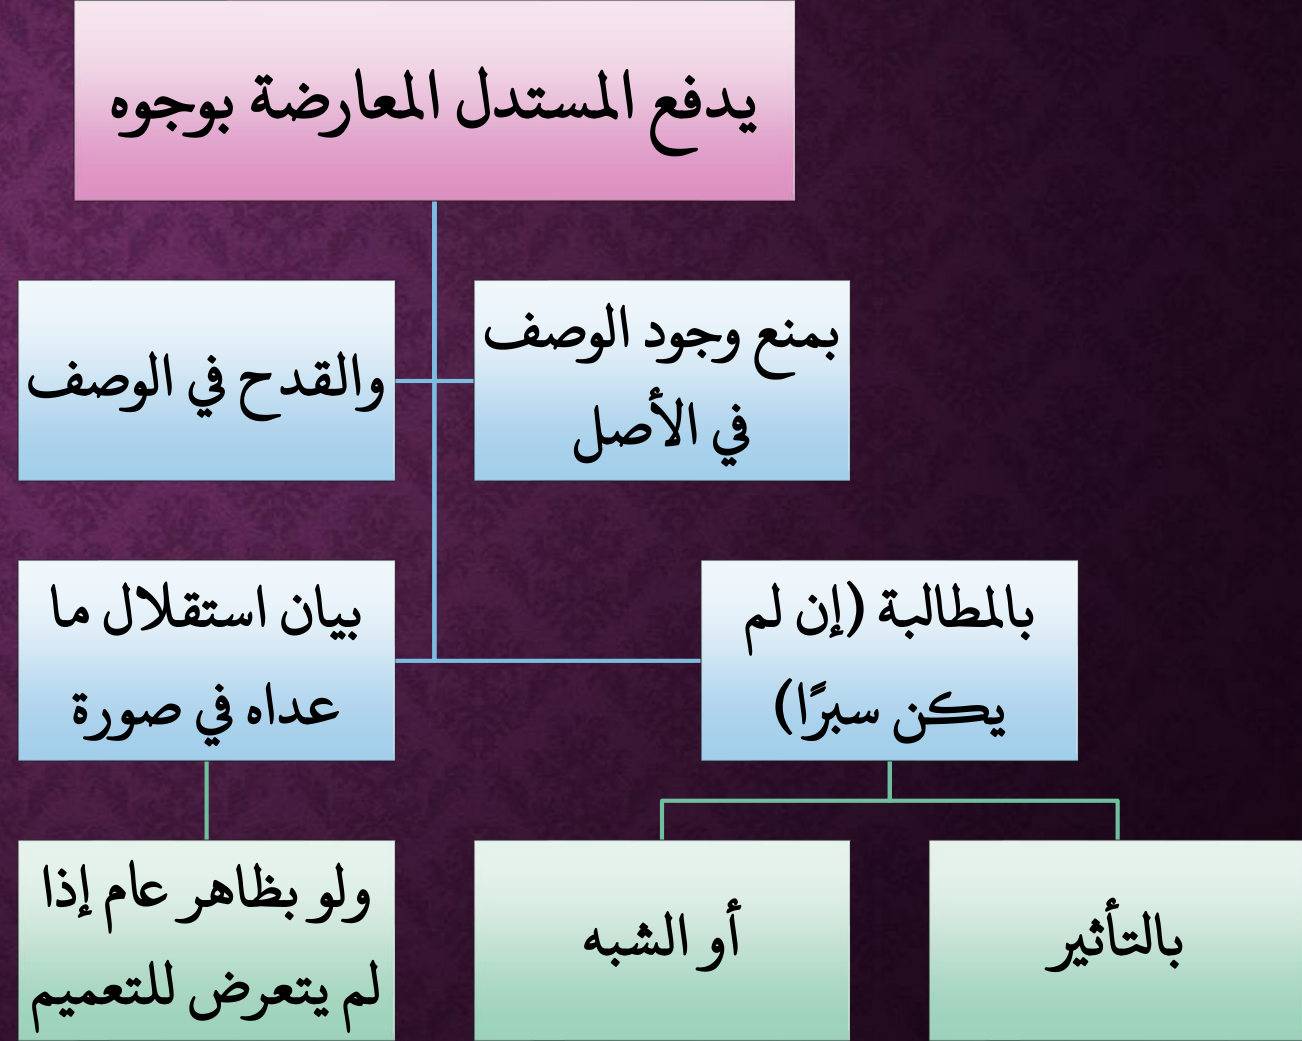 يدفع المستدل المعارضة بوجوه
بمنع وجود الوصف
في الأصل
والقدح في الوصف
بالمطالبة (إن لم
يكن سبرًا)
بيان استقلال ما
عداه في صورة
بالتأثير
أو الشبه
ولو بظاهر عام إذا
لم يتعرض للتعميم